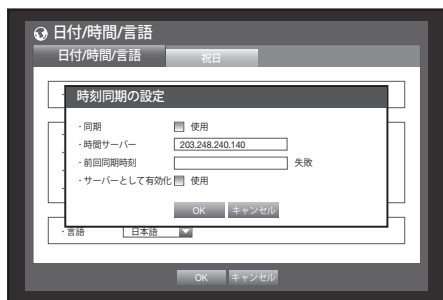 日付/時間/言語
日付/時間/言語 祝日
時刻同期の設定
・同期 使用
・時間サーバー 203.248.240.140
・前回同期時刻 失敗
・サーバーとして有効化 使用
OK キャンセル
・言語 日本語
OK キャンセル